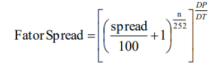 FatorSpread = [ ( spread/100 + 1 )^(n/252) ]^(DP/DT)